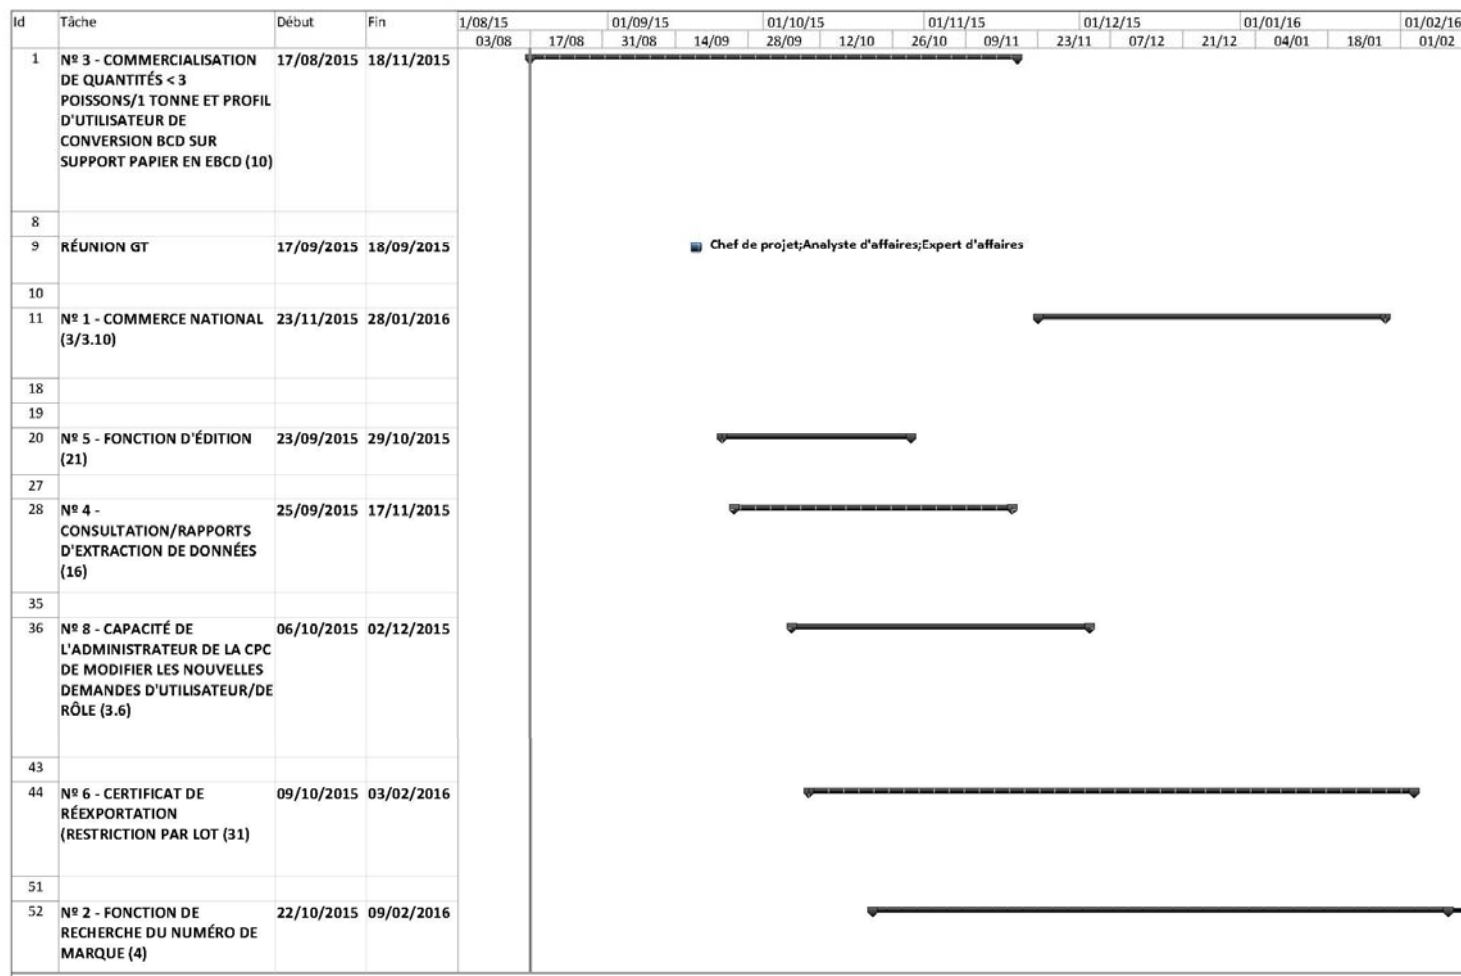 Id Tâche Début Fin 1/08/15 01/09/15 01/10/15 01/11/15 01/12/15 01/01/16 01/02/16
03/08 17/08 31/08 14/09 28/09 12/10 26/10 09/11 23/11 07/12 21/12 04/01 18/01 01/02
1 Nº 3 - COMMERCIALISATION 17/08/2015 18/11/2015
DE QUANTITÉS < 3
POISSONS/1 TONNE ET PROFIL
D'UTILISATEUR DE
CONVERSION BCD SUR
SUPPORT PAPIER EN EBCD (10)
8
9 RÉUNION GT 17/09/2015 18/09/2015 Chef de projet;Analyste d'affaires;Expert d'affaires
10
11 Nº 1 - COMMERCE NATIONAL 23/11/2015 28/01/2016
(3/3.10)
18
19
20 Nº 5 - FONCTION D'ÉDITION 23/09/2015 29/10/2015
(21)
27
28 Nº 4 - 25/09/2015 17/11/2015
CONSULTATION/RAPPORTS
D'EXTRACTION DE DONNÉES
(16)
35
36 Nº 8 - CAPACITÉ DE 06/10/2015 02/12/2015
L'ADMINISTRATEUR DE LA CPC
DE MODIFIER LES NOUVELLES
DEMANDES D'UTILISATEUR/DE
RÔLE (3.6)
43
44 Nº 6 - CERTIFICAT DE 09/10/2015 03/02/2016
RÉEXPORTATION
(RESTRICTION PAR LOT (31)
51
52 Nº 2 - FONCTION DE 22/10/2015 09/02/2016
RECHERCHE DU NUMÉRO DE
MARQUE (4)